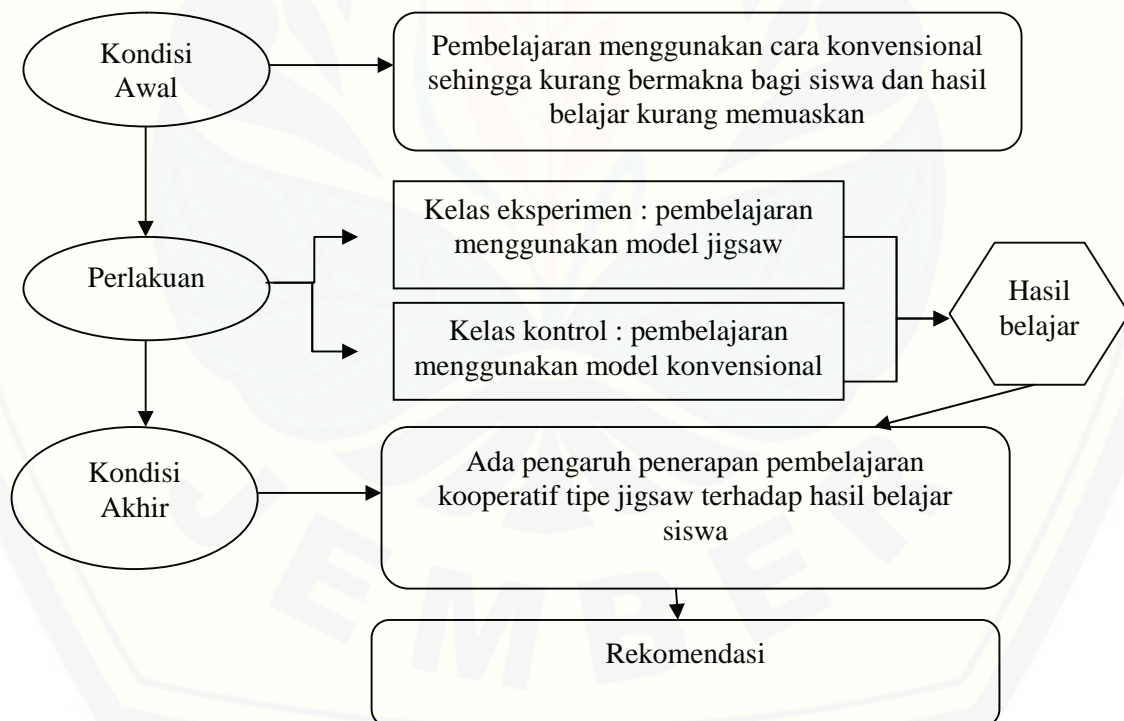 Kondisi
Awal
Pembelajaran menggunakan cara konvensional
sehingga kurang bermakna bagi siswa dan hasil
belajar kurang memuaskan
Kelas eksperimen : pembelajaran
menggunakan model jigsaw
Perlakuan
Kelas kontrol : pembelajaran
menggunakan model konvensional
Hasil
belajar
Kondisi
Akhir
Ada pengaruh penerapan pembelajaran
kooperatif tipe jigsaw terhadap hasil belajar
siswa
Rekomendasi
JEMBER